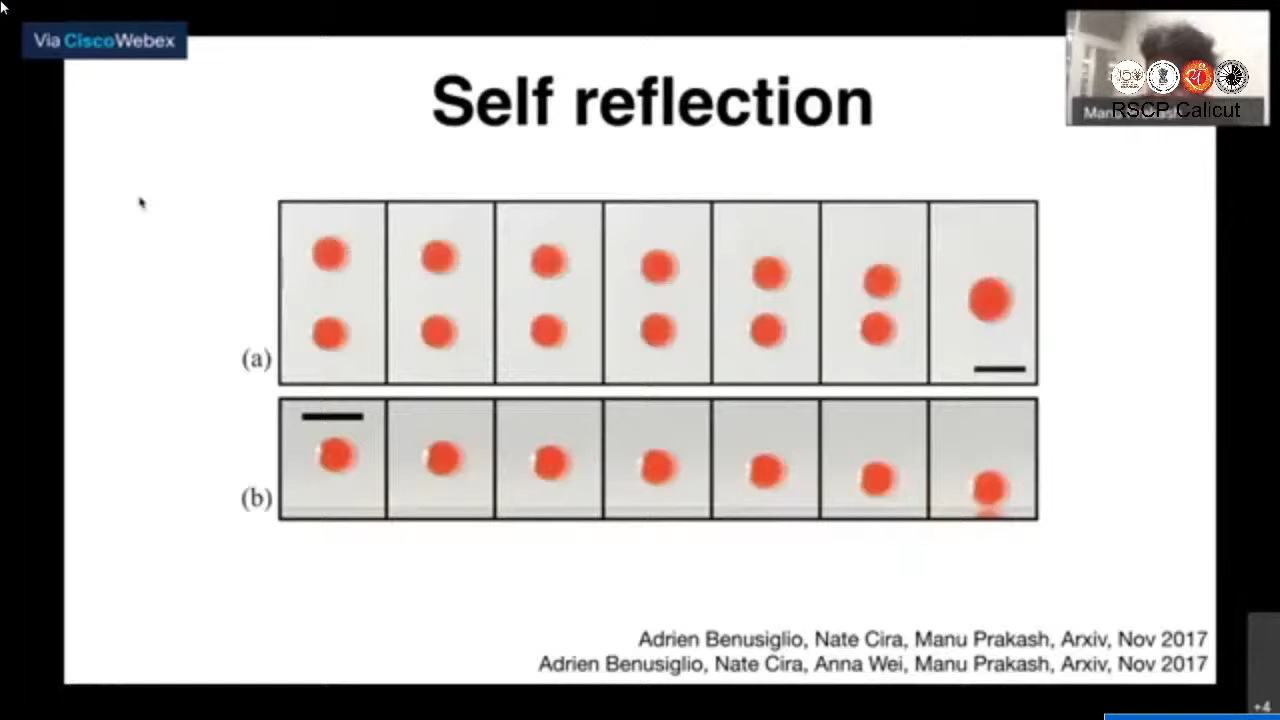 Via CiscoWebex
RSCP Calicut
Self reflection
(a)
(b)
Adrien Benusiglio, Nate Cira, Manu Prakash, Arxiv, Nov 2017
Adrien Benusiglio, Nate Cira, Anna Wei, Manu Prakash, Arxiv, Nov 2017
+4